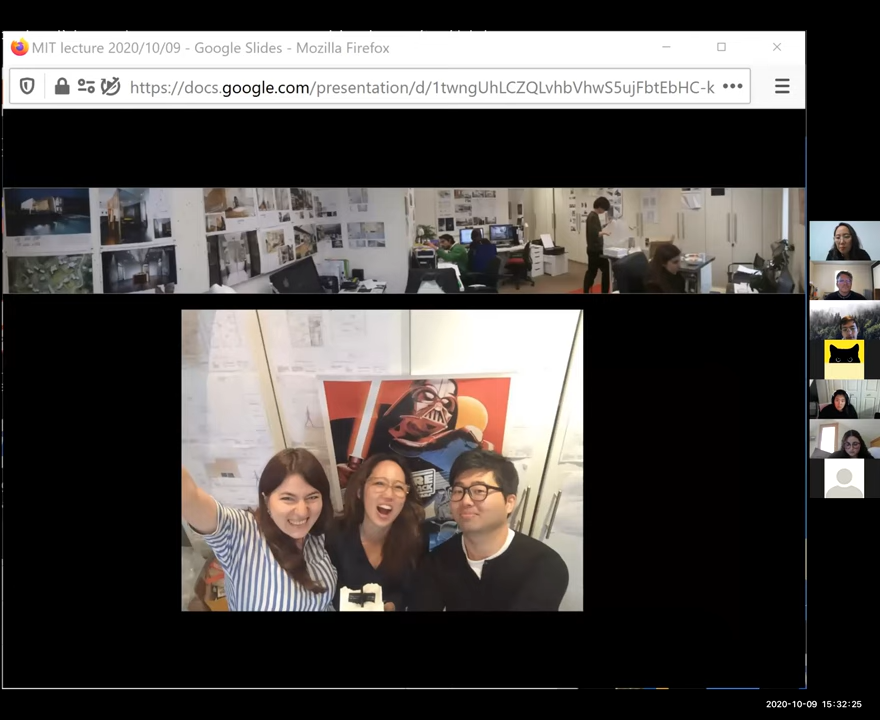 MIT lecture 2020/10/09 - Google Slides - Mozilla Firefox
https://docs.google.com/presentation/d/1twngUhLCZQLvhbVhwS5ujFbtEbHC-k
2020-10-09 15:32:25